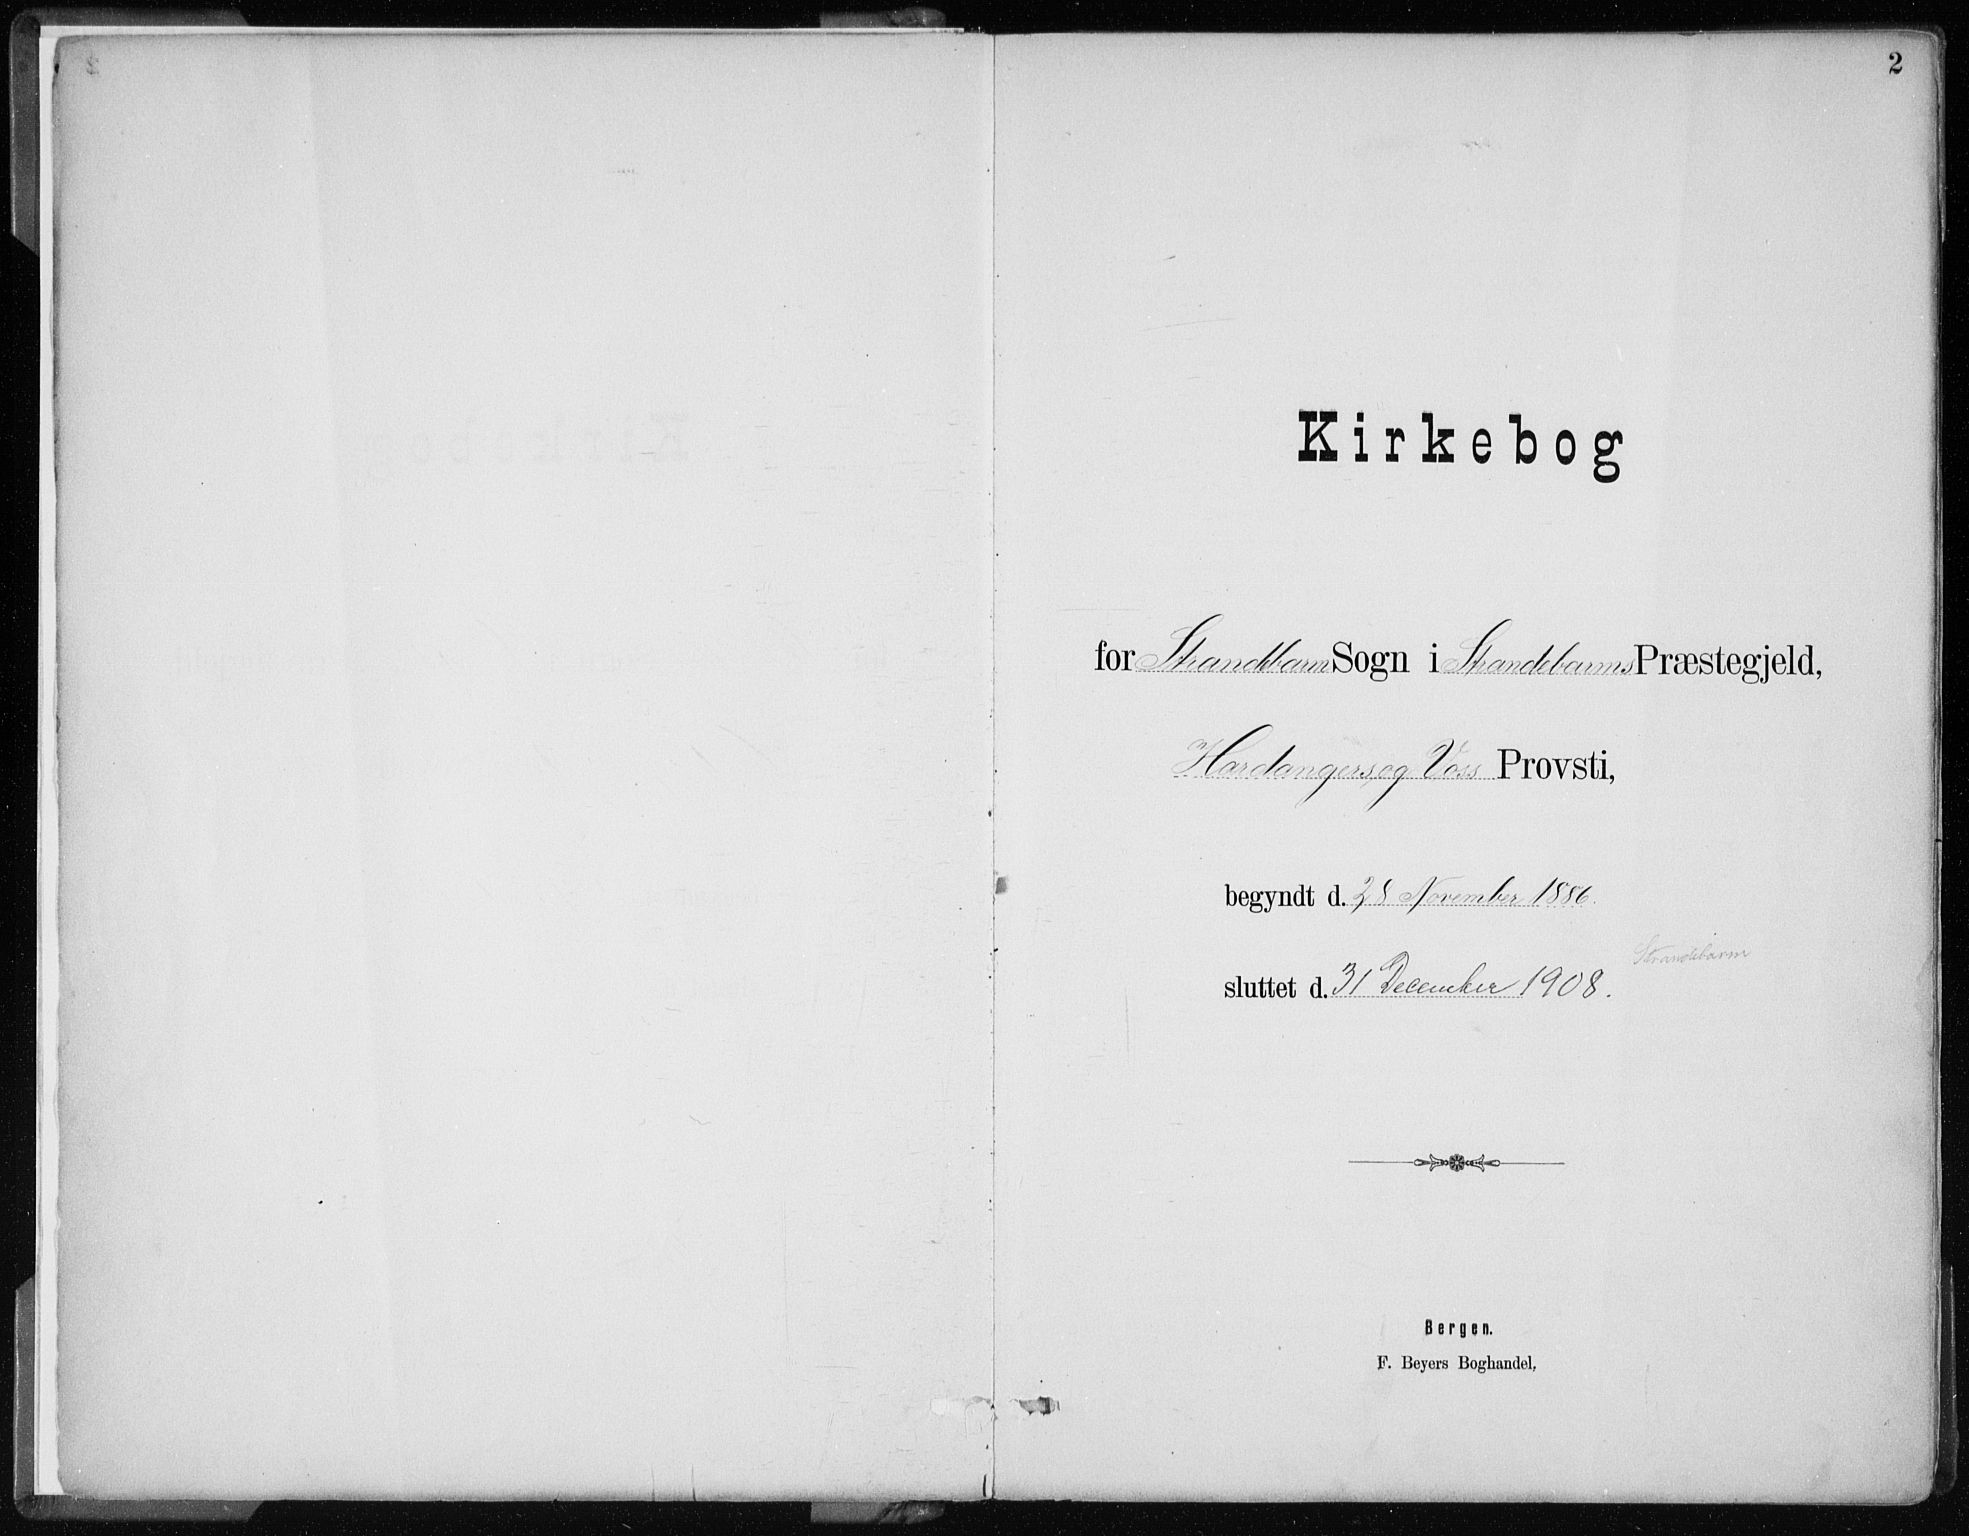 2
Kirkebog
for Strandebarm Sogn i Strandebarms Præstegjeld,
Hardangers og Voss Provsti,
begyndt d. 28 November 1886.
Strandebarm
sluttet d. 31 December 1908.
Bergen.
F. Beyers Boghandel.